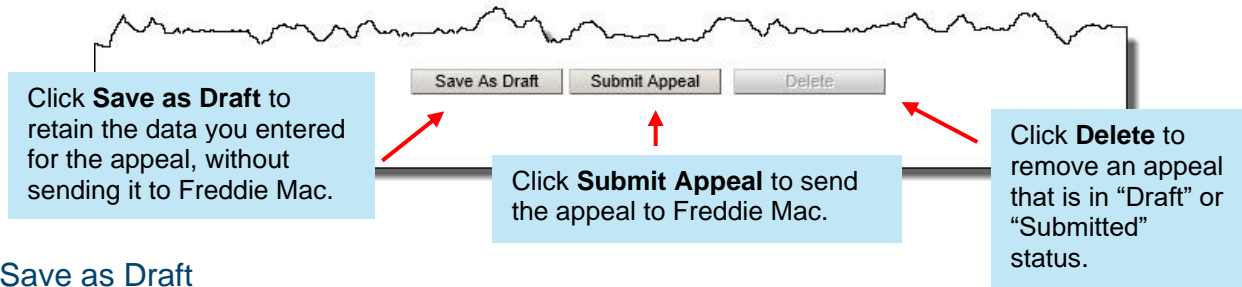 Save As Draft Submit Appeal Delete
Click Save as Draft to
retain the data you entered
for the appeal, without
sending it to Freddie Mac.
Click Submit Appeal to send
the appeal to Freddie Mac.
Click Delete to
remove an appeal
that is in “Draft” or
“Submitted”
status.
Save as Draft